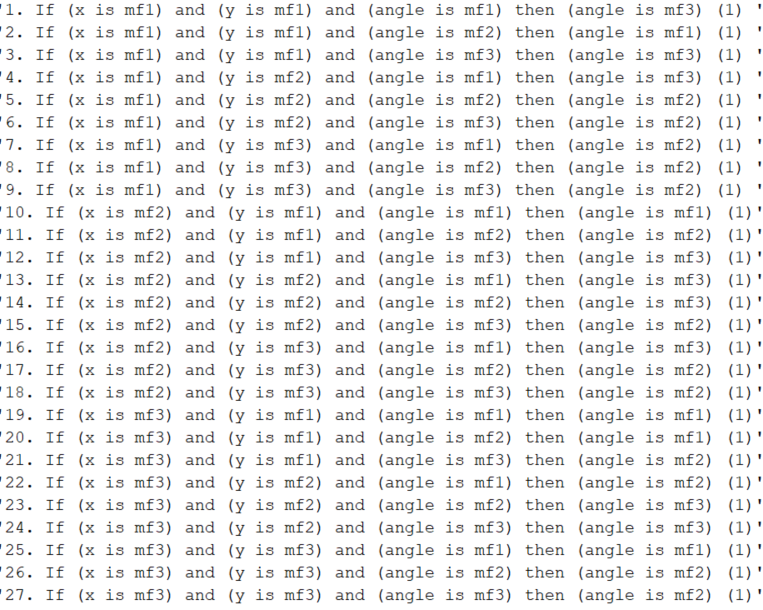 '1. If (x is mf1) and (y is mf1) and (angle is mf1) then (angle is mf3) (1) '
'2. If (x is mf1) and (y is mf1) and (angle is mf2) then (angle is mf1) (1) '
'3. If (x is mf1) and (y is mf1) and (angle is mf3) then (angle is mf3) (1) '
'4. If (x is mf1) and (y is mf2) and (angle is mf1) then (angle is mf3) (1) '
'5. If (x is mf1) and (y is mf2) and (angle is mf2) then (angle is mf2) (1) '
'6. If (x is mf1) and (y is mf2) and (angle is mf3) then (angle is mf2) (1) '
'7. If (x is mf1) and (y is mf3) and (angle is mf1) then (angle is mf2) (1) '
'8. If (x is mf1) and (y is mf3) and (angle is mf2) then (angle is mf2) (1) '
'9. If (x is mf1) and (y is mf3) and (angle is mf3) then (angle is mf2) (1) '
'10. If (x is mf2) and (y is mf1) and (angle is mf1) then (angle is mf1) (1)'
'11. If (x is mf2) and (y is mf1) and (angle is mf2) then (angle is mf2) (1)'
'12. If (x is mf2) and (y is mf1) and (angle is mf3) then (angle is mf3) (1)'
'13. If (x is mf2) and (y is mf2) and (angle is mf1) then (angle is mf3) (1)'
'14. If (x is mf2) and (y is mf2) and (angle is mf2) then (angle is mf3) (1)'
'15. If (x is mf2) and (y is mf2) and (angle is mf3) then (angle is mf2) (1)'
'16. If (x is mf2) and (y is mf3) and (angle is mf1) then (angle is mf3) (1)'
'17. If (x is mf2) and (y is mf3) and (angle is mf2) then (angle is mf2) (1)'
'18. If (x is mf2) and (y is mf3) and (angle is mf3) then (angle is mf2) (1)'
'19. If (x is mf3) and (y is mf1) and (angle is mf1) then (angle is mf1) (1)'
'20. If (x is mf3) and (y is mf1) and (angle is mf2) then (angle is mf1) (1)'
'21. If (x is mf3) and (y is mf1) and (angle is mf3) then (angle is mf2) (1)'
'22. If (x is mf3) and (y is mf2) and (angle is mf1) then (angle is mf2) (1)'
'23. If (x is mf3) and (y is mf2) and (angle is mf2) then (angle is mf3) (1)'
'24. If (x is mf3) and (y is mf2) and (angle is mf3) then (angle is mf3) (1)'
'25. If (x is mf3) and (y is mf3) and (angle is mf1) then (angle is mf1) (1)'
'26. If (x is mf3) and (y is mf3) and (angle is mf2) then (angle is mf2) (1)'
'27. If (x is mf3) and (y is mf3) and (angle is mf3) then (angle is mf2) (1)'